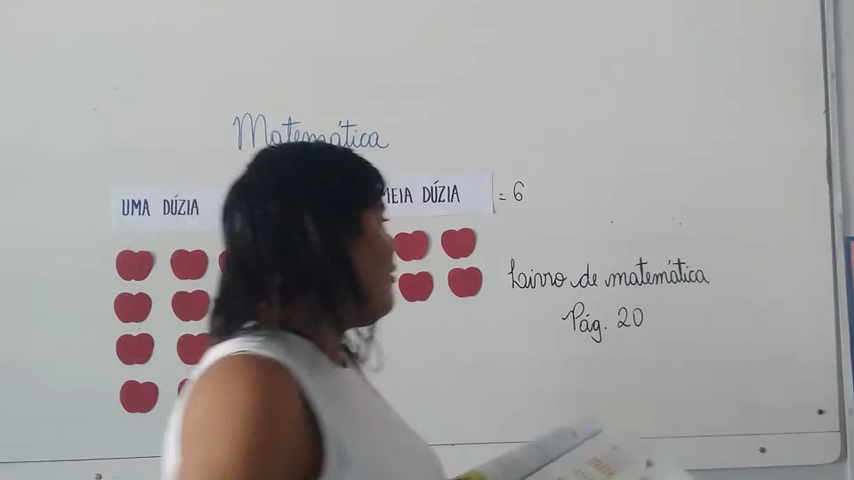 Matemática
UMA DÚZIA
MEIA DÚZIA = 6
Livro de matemática
Pág. 20